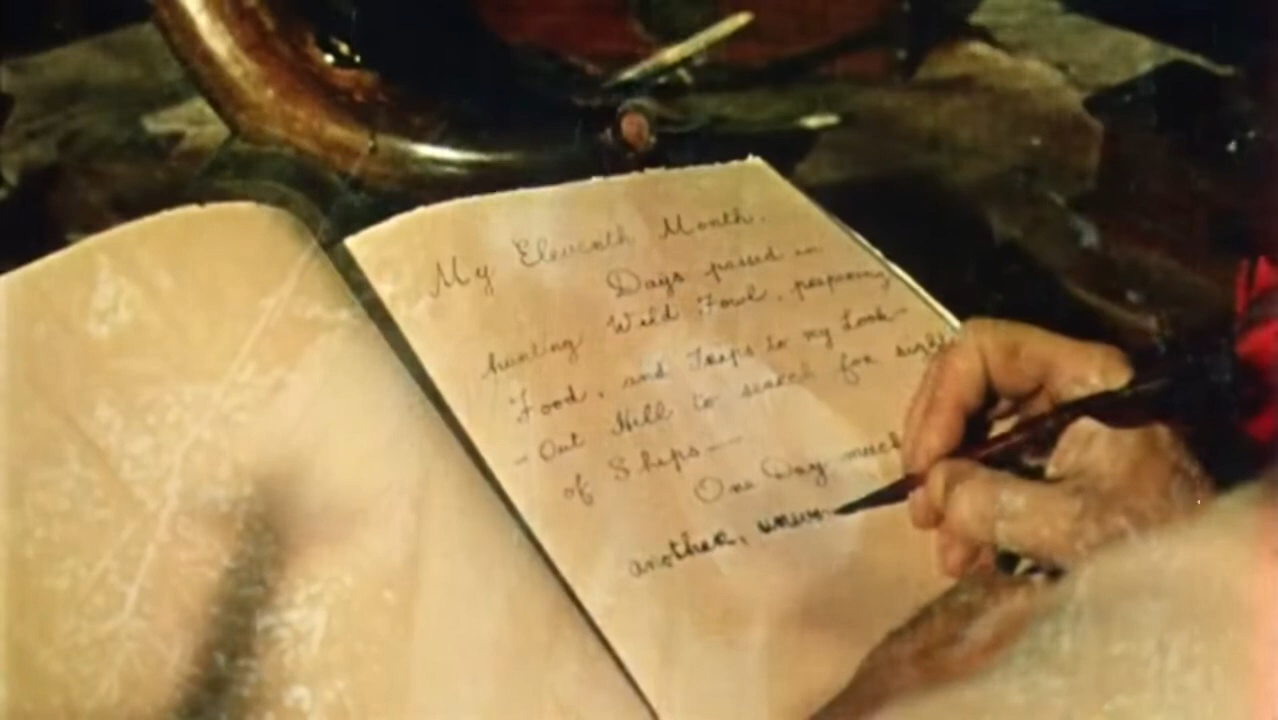 My Eleventh Month.
Days passed in
hunting Wild Fowl, preparing
Food, and Trips to my Look-
-Out Hill to search for sight
of Ships—
One Day much
another,